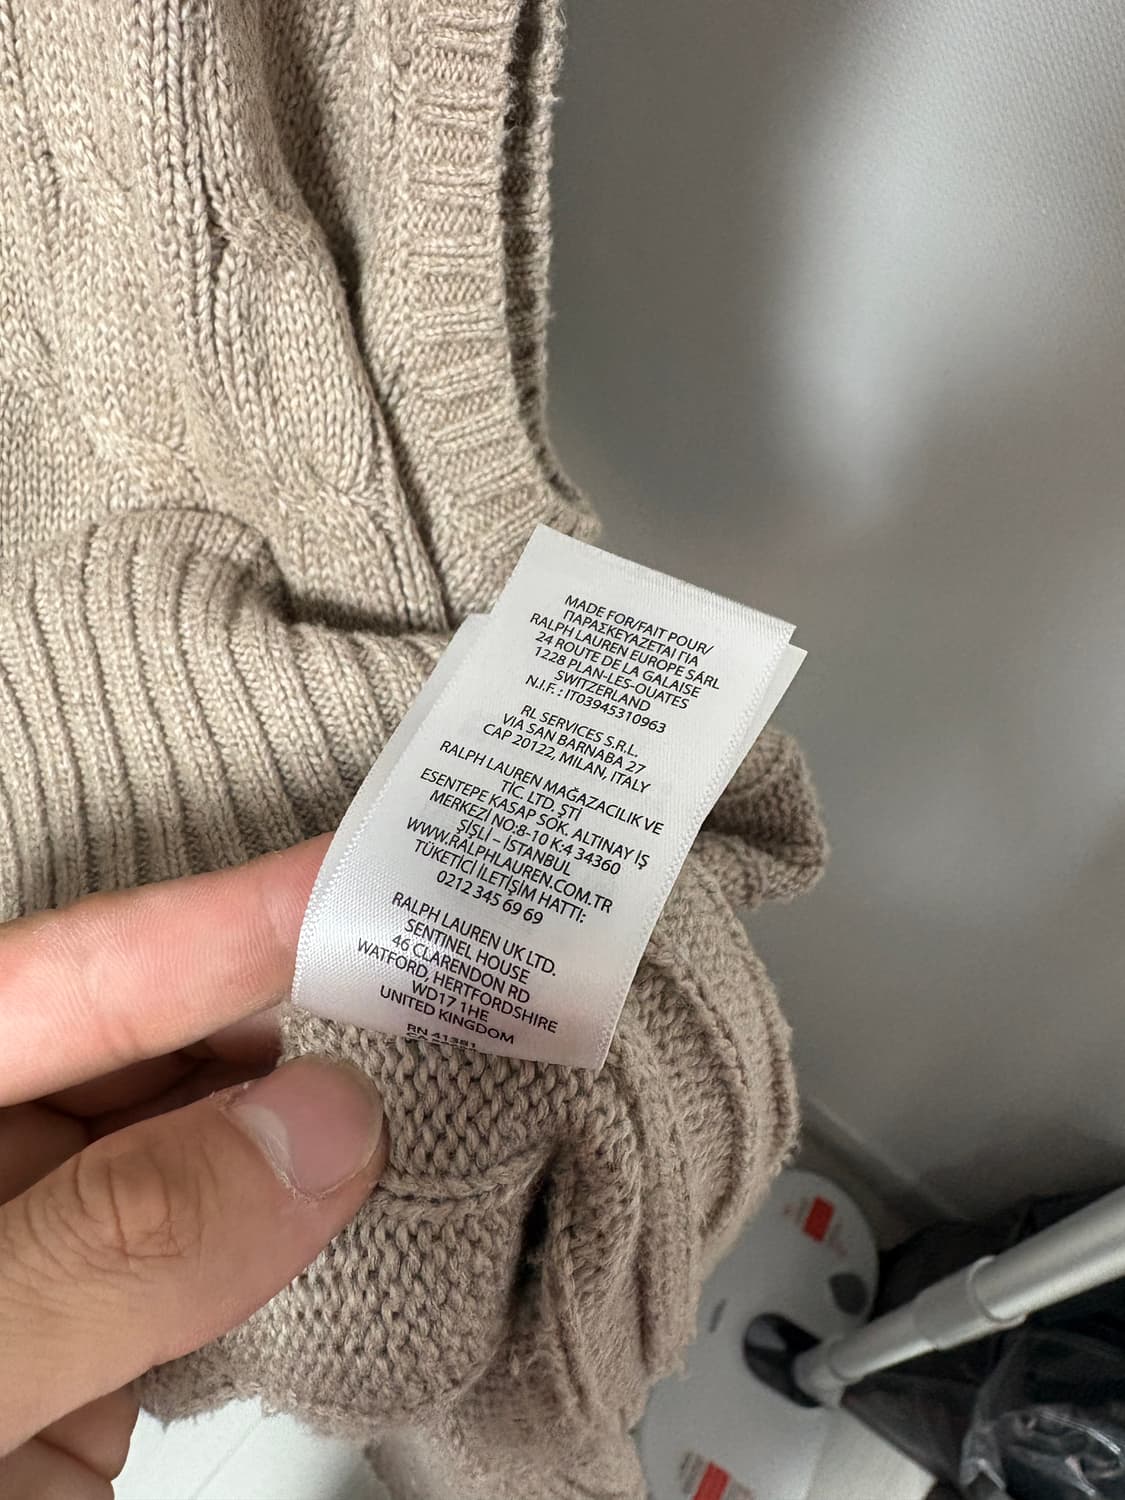 MADE FOR/FAIT POUR/
ΠΑΡΑΣΚΕΥΑΖΕΤΑΙ ΓΙΑ
RALPH LAUREN EUROPE SÀRL
24 ROUTE DE LA GALAISE
1228 PLAN-LES-OUATES
SWITZERLAND
N.I.F. : IT03945310963
RL SERVICES S.R.L.
VIA SAN BARNABA 27
CAP 20122, MILAN, ITALY
RALPH LAUREN MAĞAZACILIK VE
TİC. LTD. ŞTİ
ESENTEPE KASAP SOK. ALTINAY İŞ
MERKEZİ NO:8-10 K:4 34360
ŞİŞLİ – İSTANBUL
WWW.RALPHLAUREN.COM.TR
TÜKETİCİ İLETİŞİM HATTI:
0212 345 69 69
RALPH LAUREN UK LTD.
SENTINEL HOUSE
46 CLARENDON RD
WATFORD, HERTFORDSHIRE
WD17 1HE
UNITED KINGDOM
RN 41381